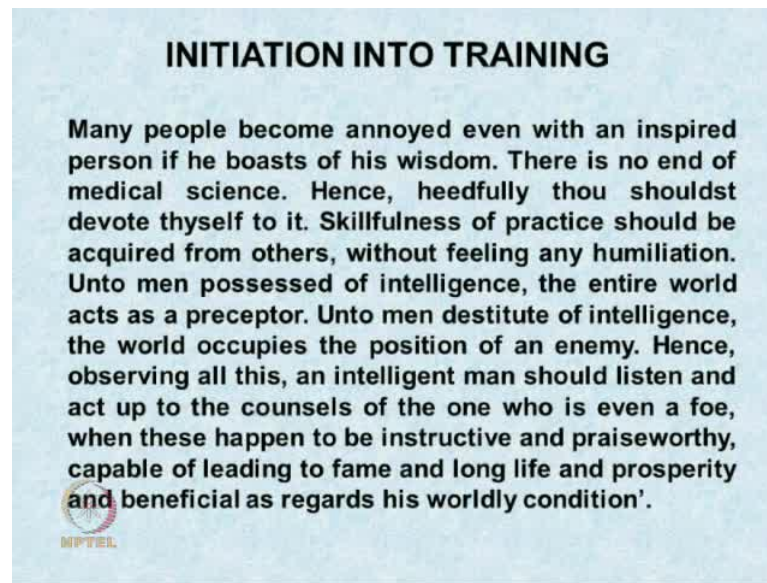 INITIATION INTO TRAINING
Many people become annoyed even with an inspired
person if he boasts of his wisdom. There is no end of
medical science. Hence, heedfully thou shouldst
devote thyself to it. Skillfulness of practice should be
acquired from others, without feeling any humiliation.
Unto men possessed of intelligence, the entire world
acts as a preceptor. Unto men destitute of intelligence,
the world occupies the position of an enemy. Hence,
observing all this, an intelligent man should listen and
act up to the counsels of the one who is even a foe,
when these happen to be instructive and praiseworthy,
capable of leading to fame and long life and prosperity
and beneficial as regards his worldly condition’.
NPTEL